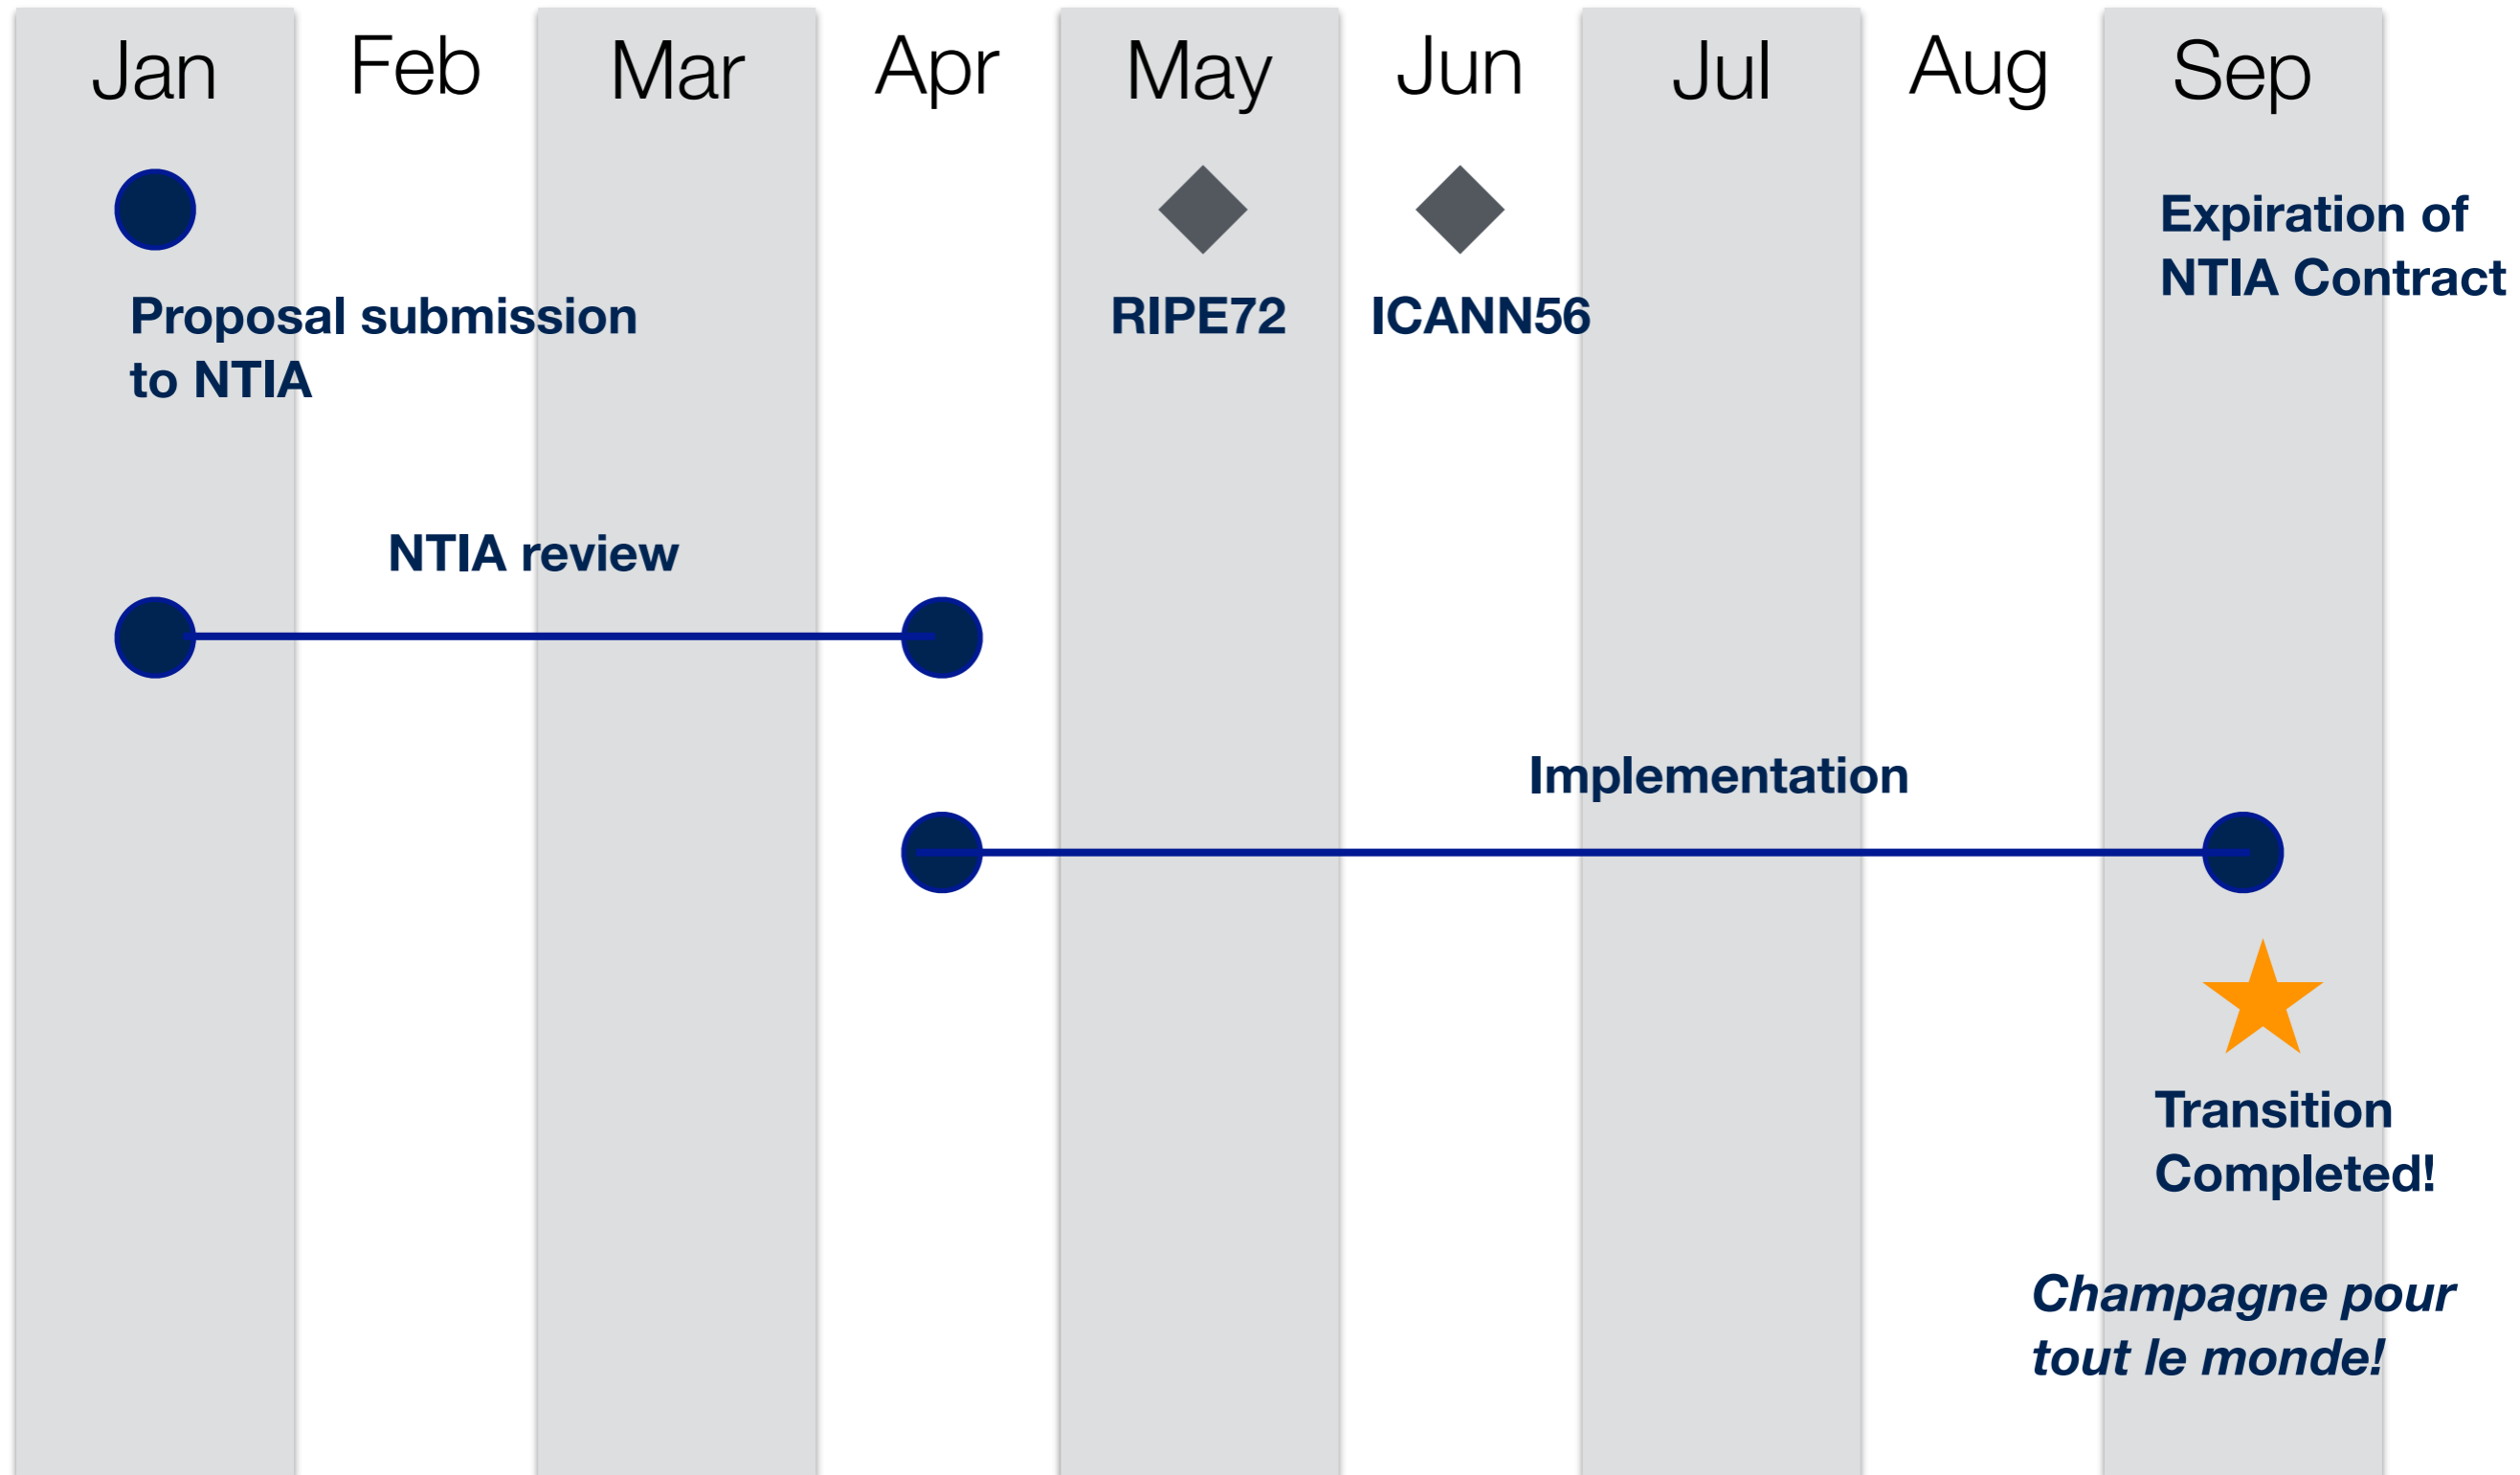 Jan Feb Mar Apr May Jun Jul Aug Sep
Expiration of
NTIA Contract
Proposal submission
to NTIA
RIPE72
ICANN56
NTIA review
Implementation
Transition
Completed!
Champagne pour
tout le monde!